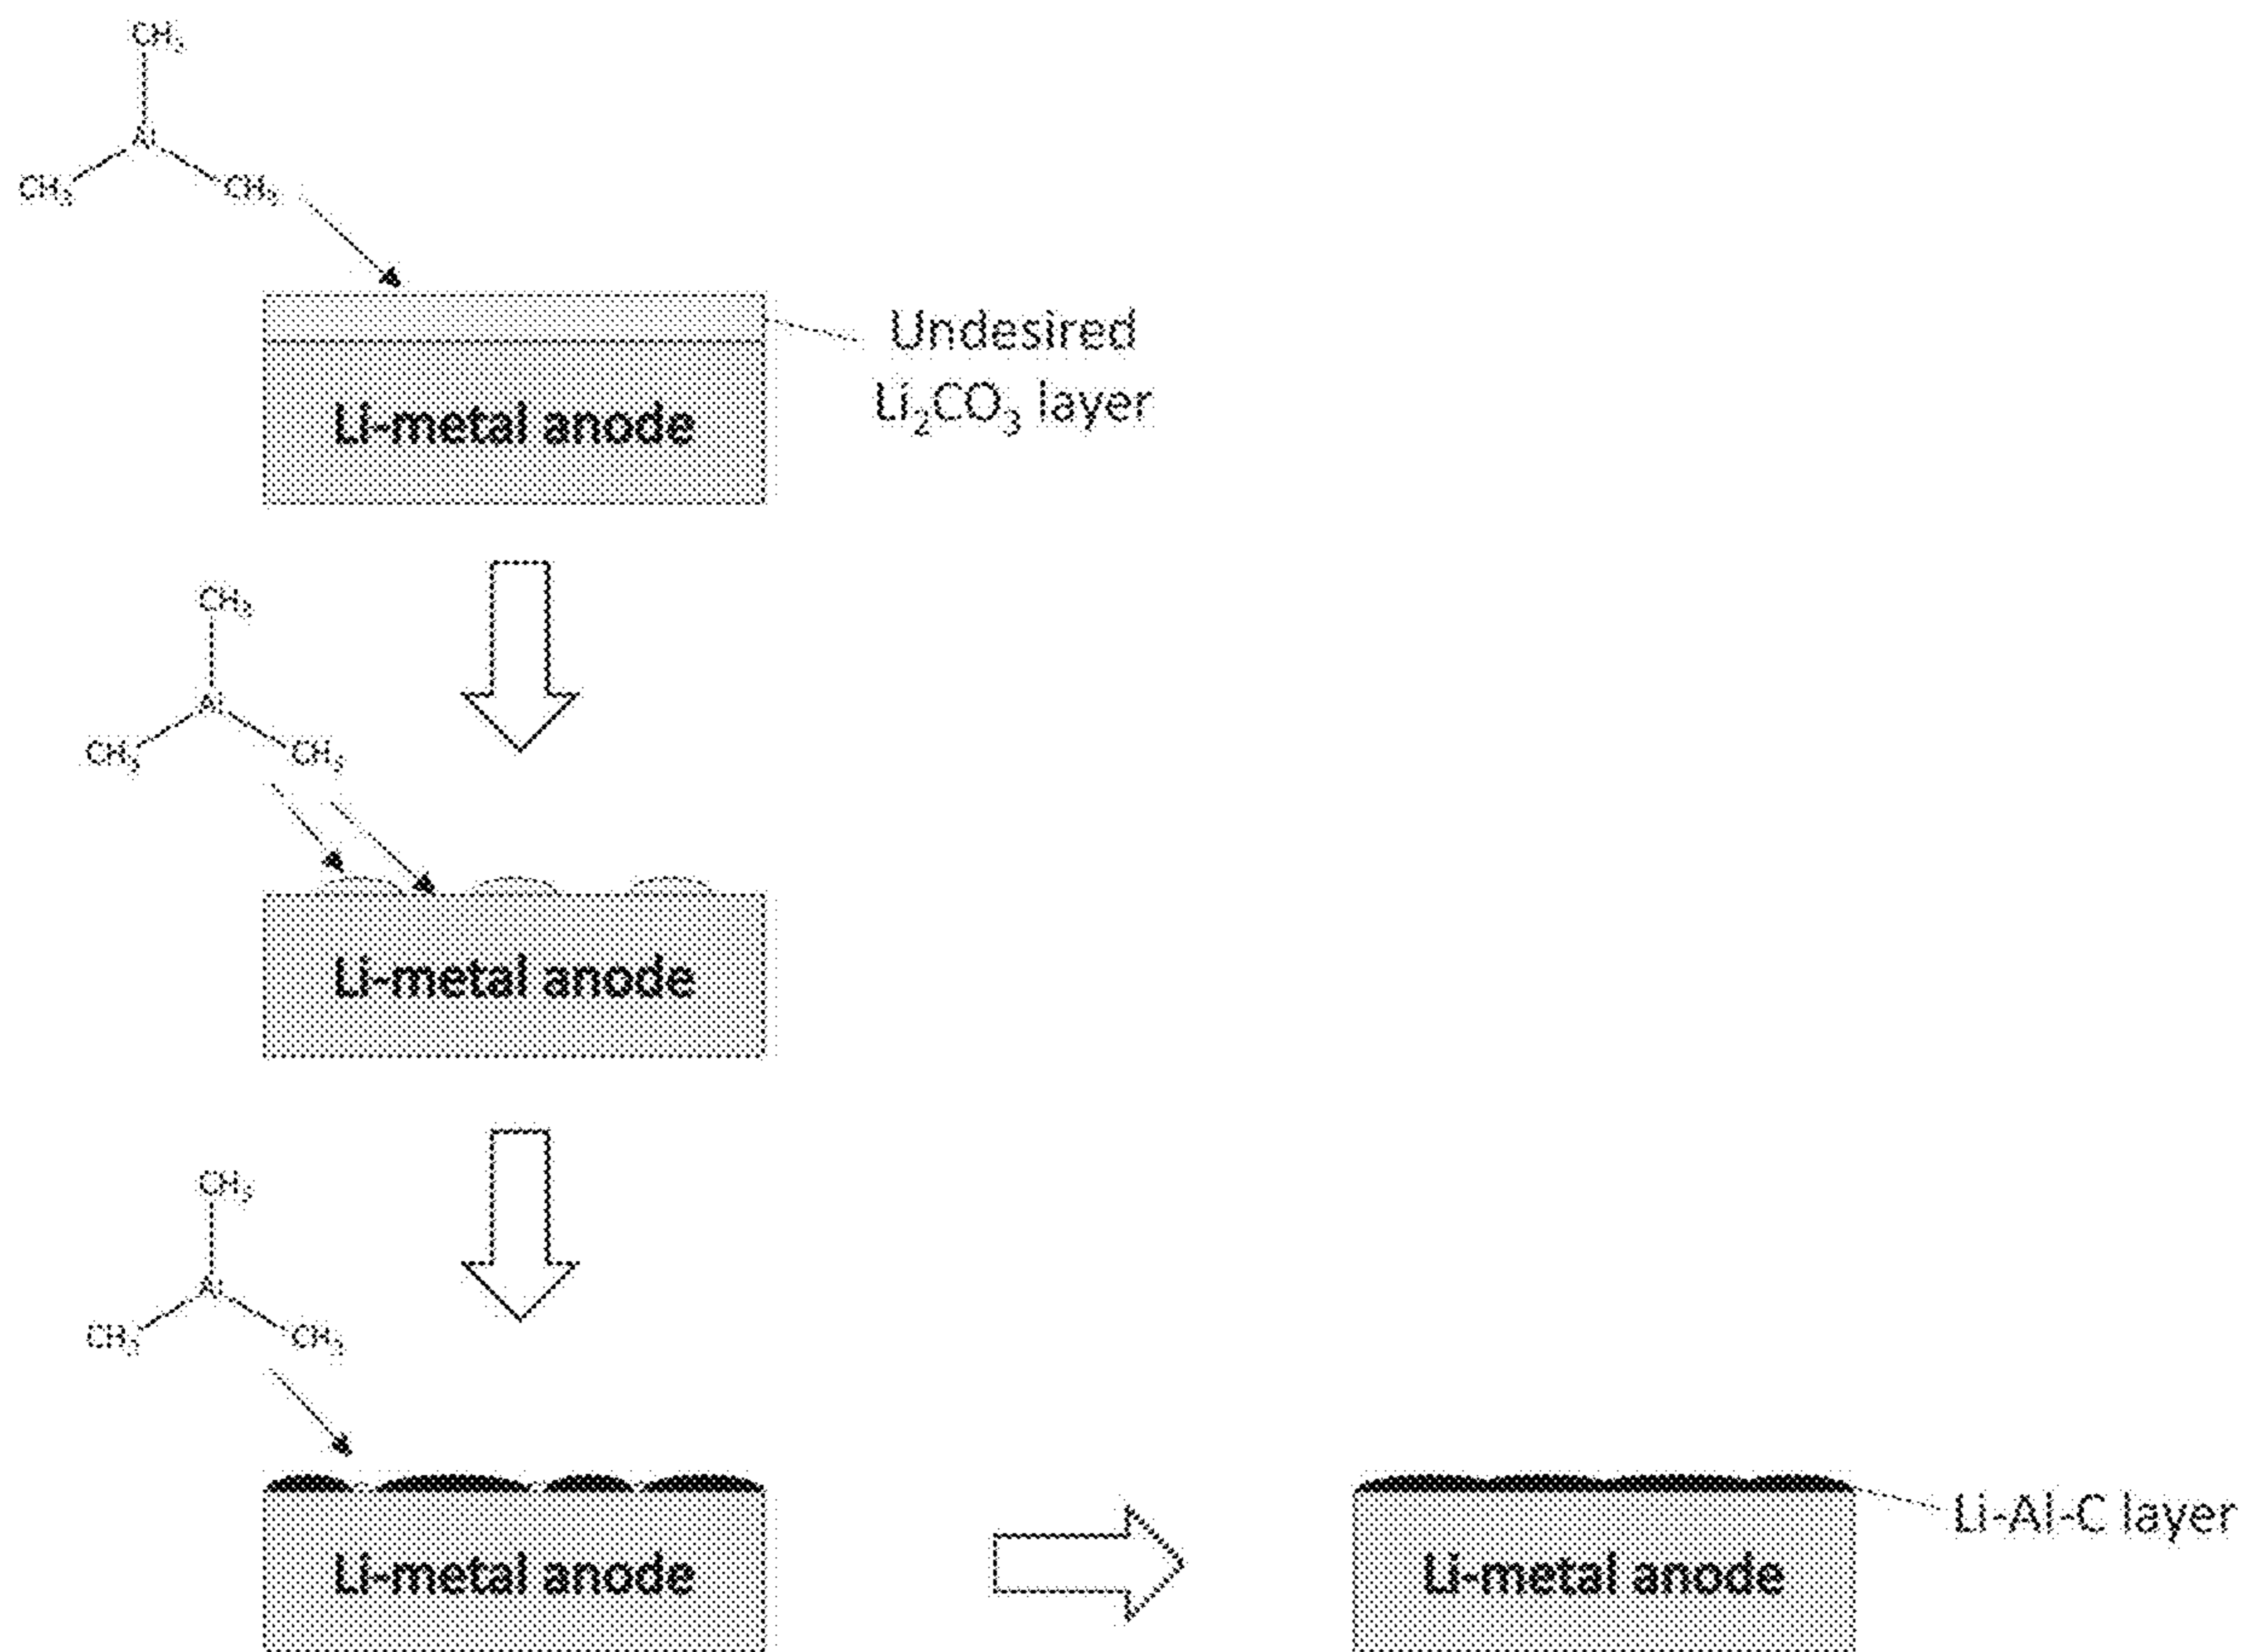 CH₃
Al
CH₃
CH₃
Undesired
Li₂CO₃ layer
Li-metal anode
CH₃
Al
CH₃
CH₃
Li-metal anode
CH₃
Al
CH₃
CH₃
Li-Al-C layer
Li-metal anode
Li-metal anode